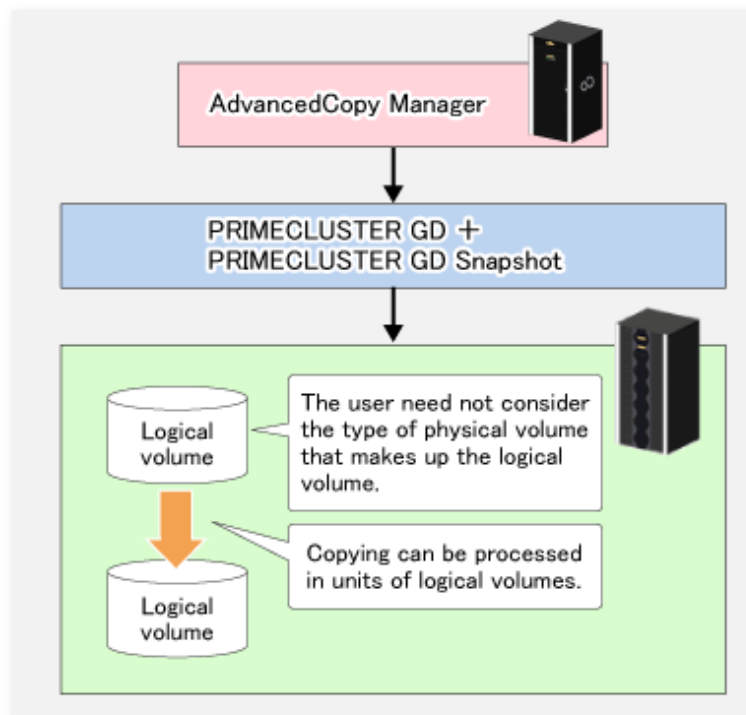 AdvancedCopy Manager
PRIMECLUSTER GD +
PRIMECLUSTER GD Snapshot
Logical
volume
The user need not consider
the type of physical volume
that makes up the logical
volume.
Copying can be processed
in units of logical volumes.
Logical
volume